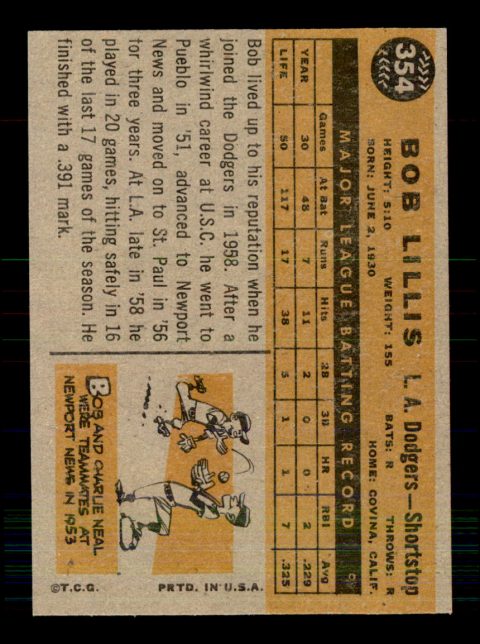 354
BOB LILLIS L. A. Dodgers—Shortstop
HEIGHT: 5:10 WEIGHT: 155 BATS: R THROWS: R
BORN: JUNE 2, 1930 HOME: COVINA, CALIF.
MAJOR LEAGUE BATTING RECORD
Games At Bat Runs Hits 2B 3B HR RBI Avg
YEAR 30 48 7 11 2 0 0 2 .229
LIFE 50 117 17 38 5 1 1 7 .325
Bob lived up to his reputation when he
joined the Dodgers in 1958. After a
whirlwind career at U.S.C. he went to
Pueblo in '51, advanced to Newport
News and moved on to St. Paul in '56
for three years. At L.A. late in '58 he
played in 20 games, hitting safely in 16
of the last 17 games of the season. He
finished with a .391 mark.
BOB AND CHARLIE NEAL
WERE TEAMMATES AT
NEWPORT NEWS IN 1953
©T.C.G. PRTD. IN U.S.A.